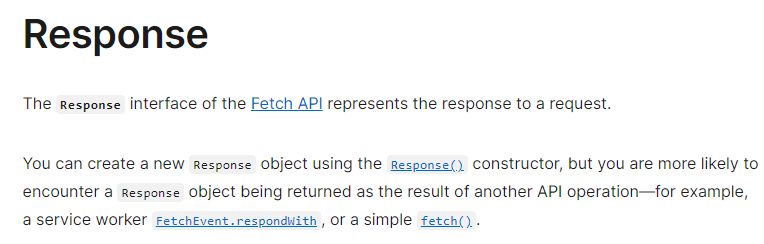 Response
The Response interface of the Fetch API represents the response to a request.
You can create a new Response object using the Response() constructor, but you are more likely to
encounter a Response object being returned as the result of another API operation—for example,
a service worker FetchEvent.respondWith, or a simple fetch().